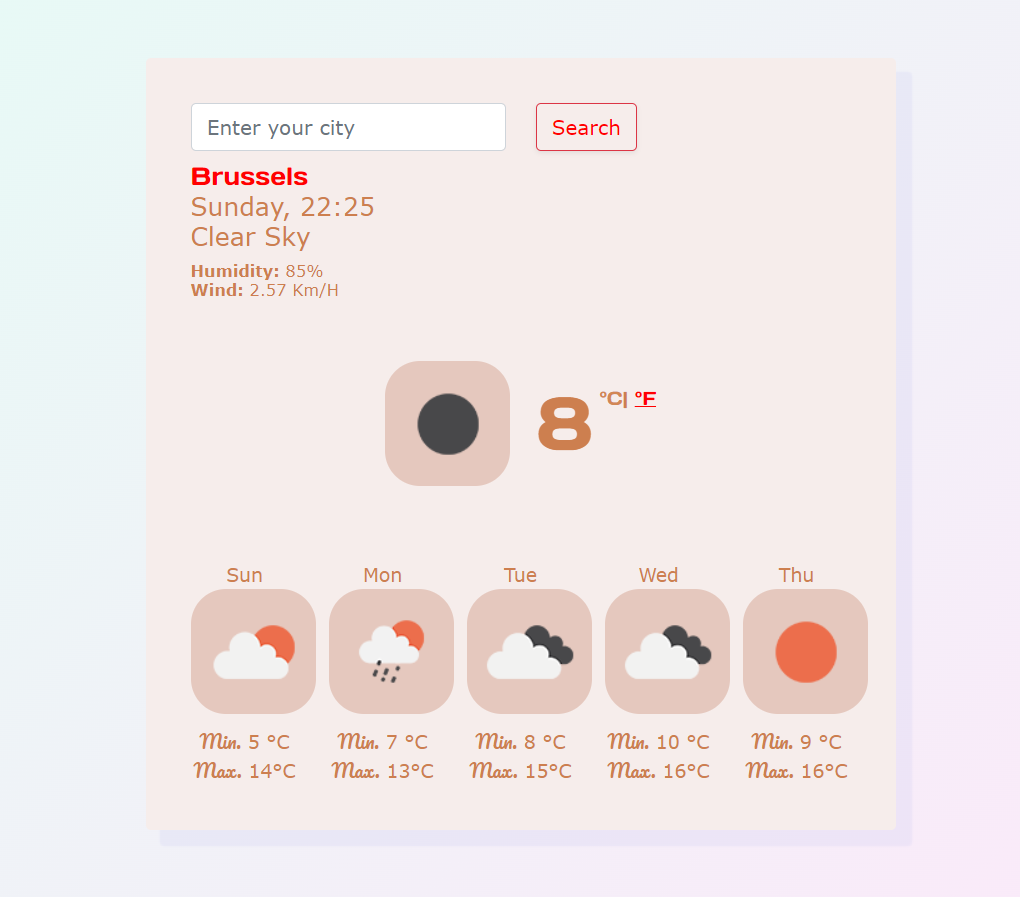 Enter your city Search
Brussels
Sunday, 22:25
Clear Sky
Humidity: 85%
Wind: 2.57 Km/H
8 °C| °F
Sun Mon Tue Wed Thu
Min. 5 °C Min. 7 °C Min. 8 °C Min. 10 °C Min. 9 °C
Max. 14°C Max. 13°C Max. 15°C Max. 16°C Max. 16°C